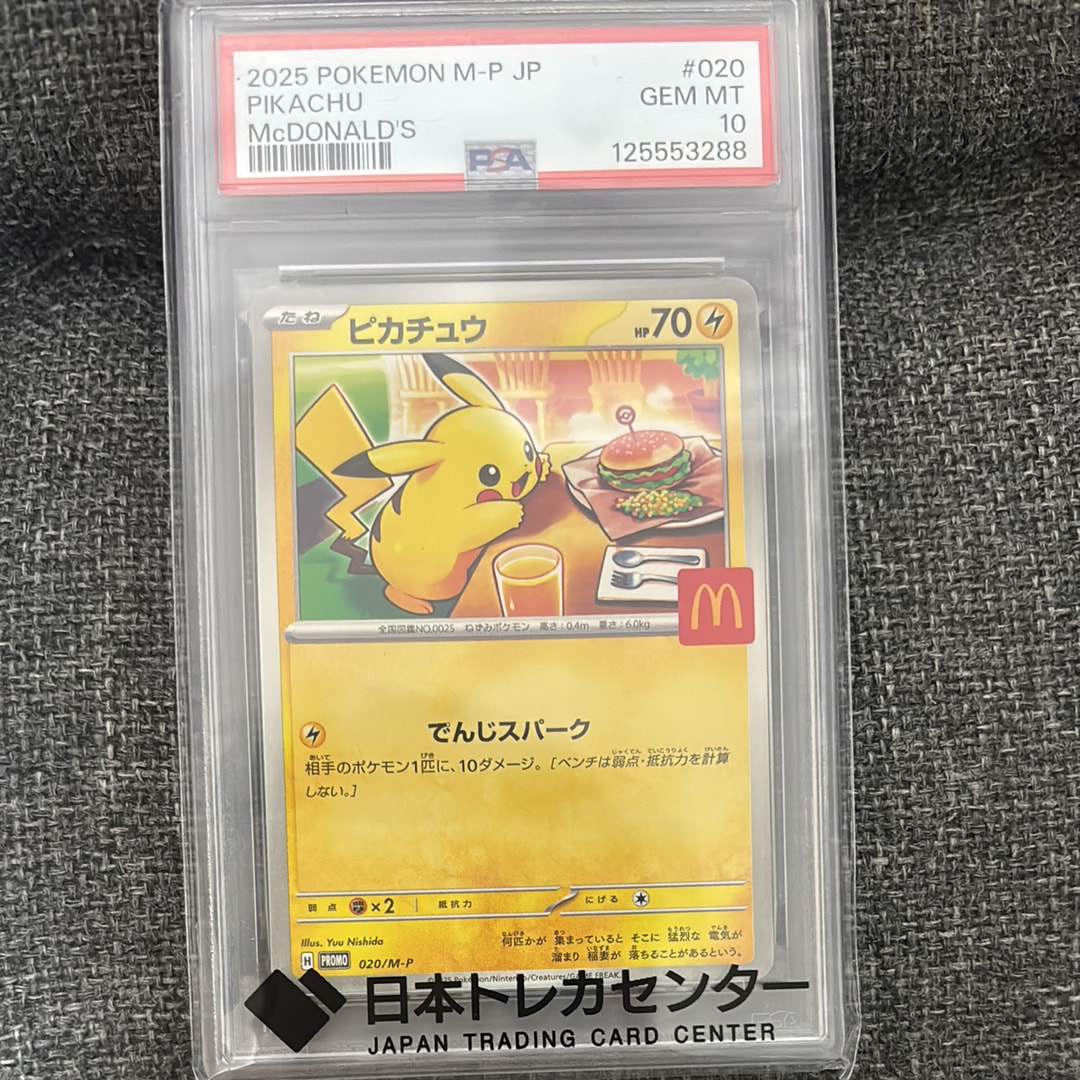 2025 POKEMON M-P JP #020
PIKACHU GEM MT
McDONALD'S 10
PSA 125553288
たね ピカチュウ HP70
M
全国図鑑NO.0025 ねずみポケモン 高さ:0.4m 重さ:6.0kg
でんじスパーク
相手のポケモン1匹に、10ダメージ。[ベンチは弱点・抵抗力を計算
しない。]
弱点 ×2 抵抗力 にげる
Illus. Yuu Nishida
何匹かが 集まっていると そこに 猛烈な 電気が
溜まり 稲妻が 落ちることがあるという。
H PROMO 020/M-P
Pokémon/Nintendo/Creatures/GAME FREAK.
日本トレカセンター
JAPAN TRADING CARD CENTER